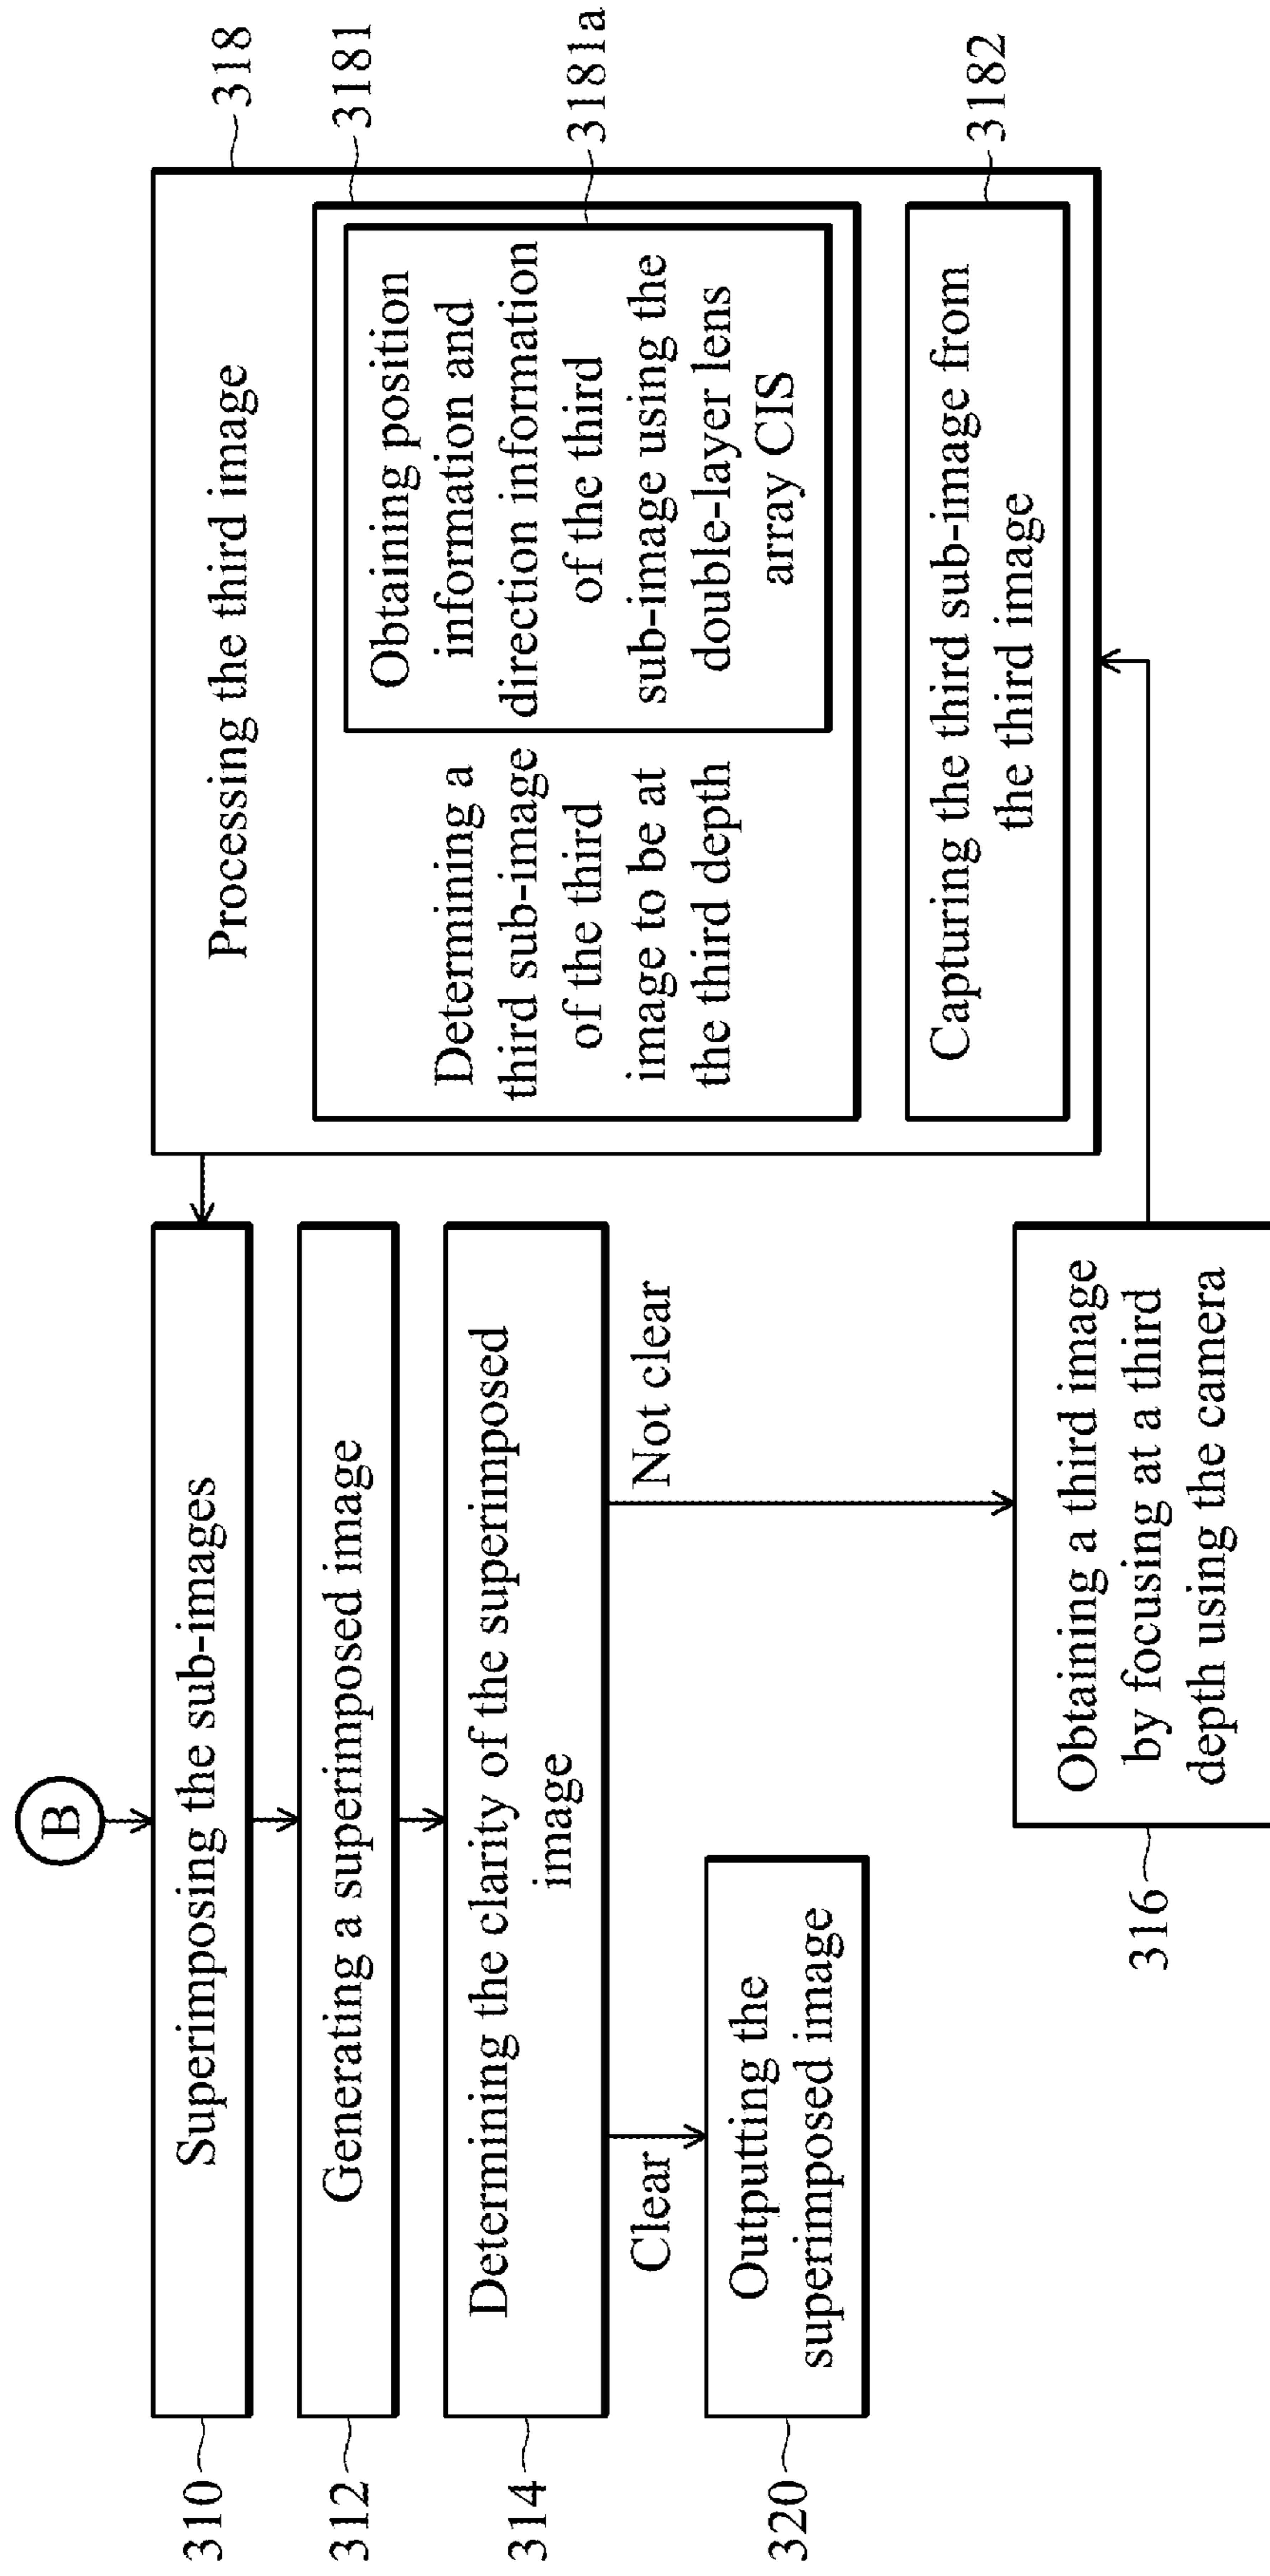 B
310
Superimposing the sub-images
312
Generating a superimposed image
314
Determining the clarity of the superimposed
image
Clear
Not clear
320
Outputting the
superimposed image
316
Obtaining a third image
by focusing at a third
depth using the camera
318
Processing the third image
3181
Determining a
third sub-image
of the third
image to be at
the third depth
3181a
Obtaining position
information and
direction information
of the third
sub-image using the
double-layer lens
array CIS
3182
Capturing the third sub-image from
the third image